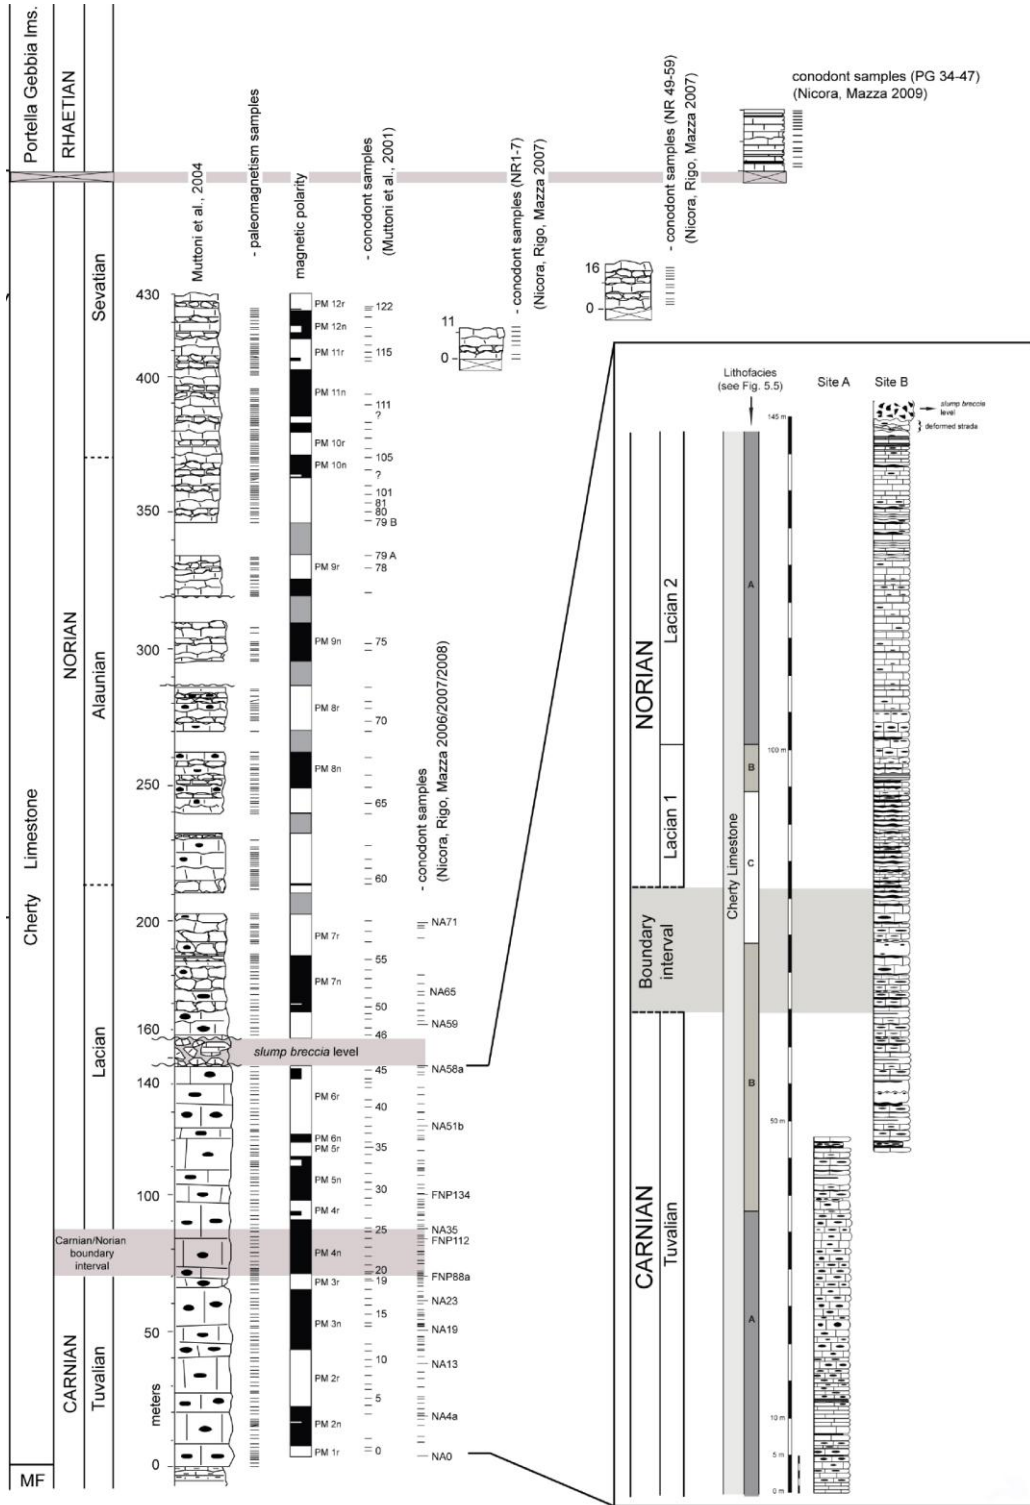 Portella Gebbia lms.
RHAETIAN
Cherty Limestone
NORIAN
Sevatian
Alaunian
Lacian
Carnian/Norian
boundary
interval
CARNIAN
Tuvalian
MF
Muttoni et al., 2004
- paleomagnetism samples
magnetic polarity
- conodont samples
(Muttoni et al., 2001)
- conodont samples (NR1-7)
(Nicora, Rigo, Mazza 2007)
- conodont samples (NR 49-59)
(Nicora, Rigo, Mazza 2007)
conodont samples (PG 34-47)
(Nicora, Mazza 2009)
- conodont samples
(Nicora, Rigo, Mazza 2006/2007/2008)
430
400
350
300
250
200
160
140
100
50
0
meters
PM 12r
PM 12n
PM 11r
PM 11n
PM 10r
PM 10n
PM 9r
PM 9n
PM 8r
PM 8n
PM 7r
PM 7n
PM 6r
PM 6n
PM 5r
PM 5n
PM 4r
PM 4n
PM 3r
PM 3n
PM 2r
PM 2n
PM 1r
122
115
111
?
105
?
101
81
80
79 B
79 A
78
75
70
65
60
55
50
46
45
40
35
30
25
20
19
15
10
5
0
slump breccia level
NA71
NA65
NA59
NA58a
NA51b
FNP134
NA35
FNP112
FNP88a
NA23
NA19
NA13
NA4a
NA0
11
0
16
0
Lithofacies
(see Fig. 5.5)
Site A
Site B
slump breccia
level
deformed strada
145 m
100 m
50 m
10 m
5 m
0 m
NORIAN
Lacian 2
Lacian 1
Boundary
interval
CARNIAN
Tuvalian
Cherty Limestone
A
B
C
B
A